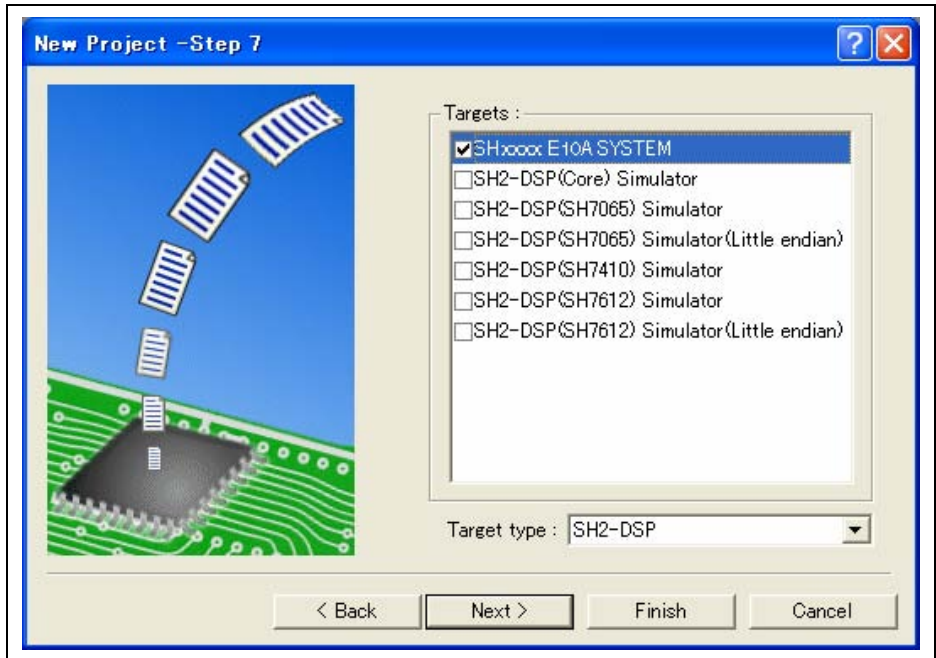 New Project -Step 7
Targets :
SHxxxx E10A SYSTEM
SH2-DSP(Core) Simulator
SH2-DSP(SH7065) Simulator
SH2-DSP(SH7065) Simulator(Little endian)
SH2-DSP(SH7410) Simulator
SH2-DSP(SH7612) Simulator
SH2-DSP(SH7612) Simulator(Little endian)
Target type : SH2-DSP
< Back Next > Finish Cancel